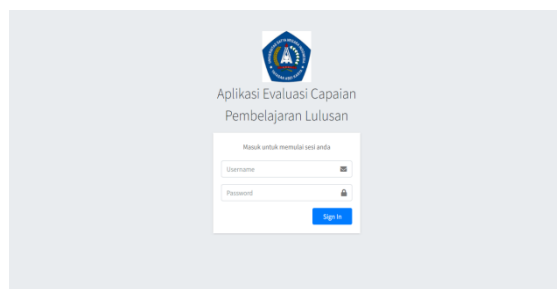 Aplikasi Evaluasi Capaian
Pembelajaran Lulusan
Masuk untuk memulai sesi anda
Username
Password
Sign In